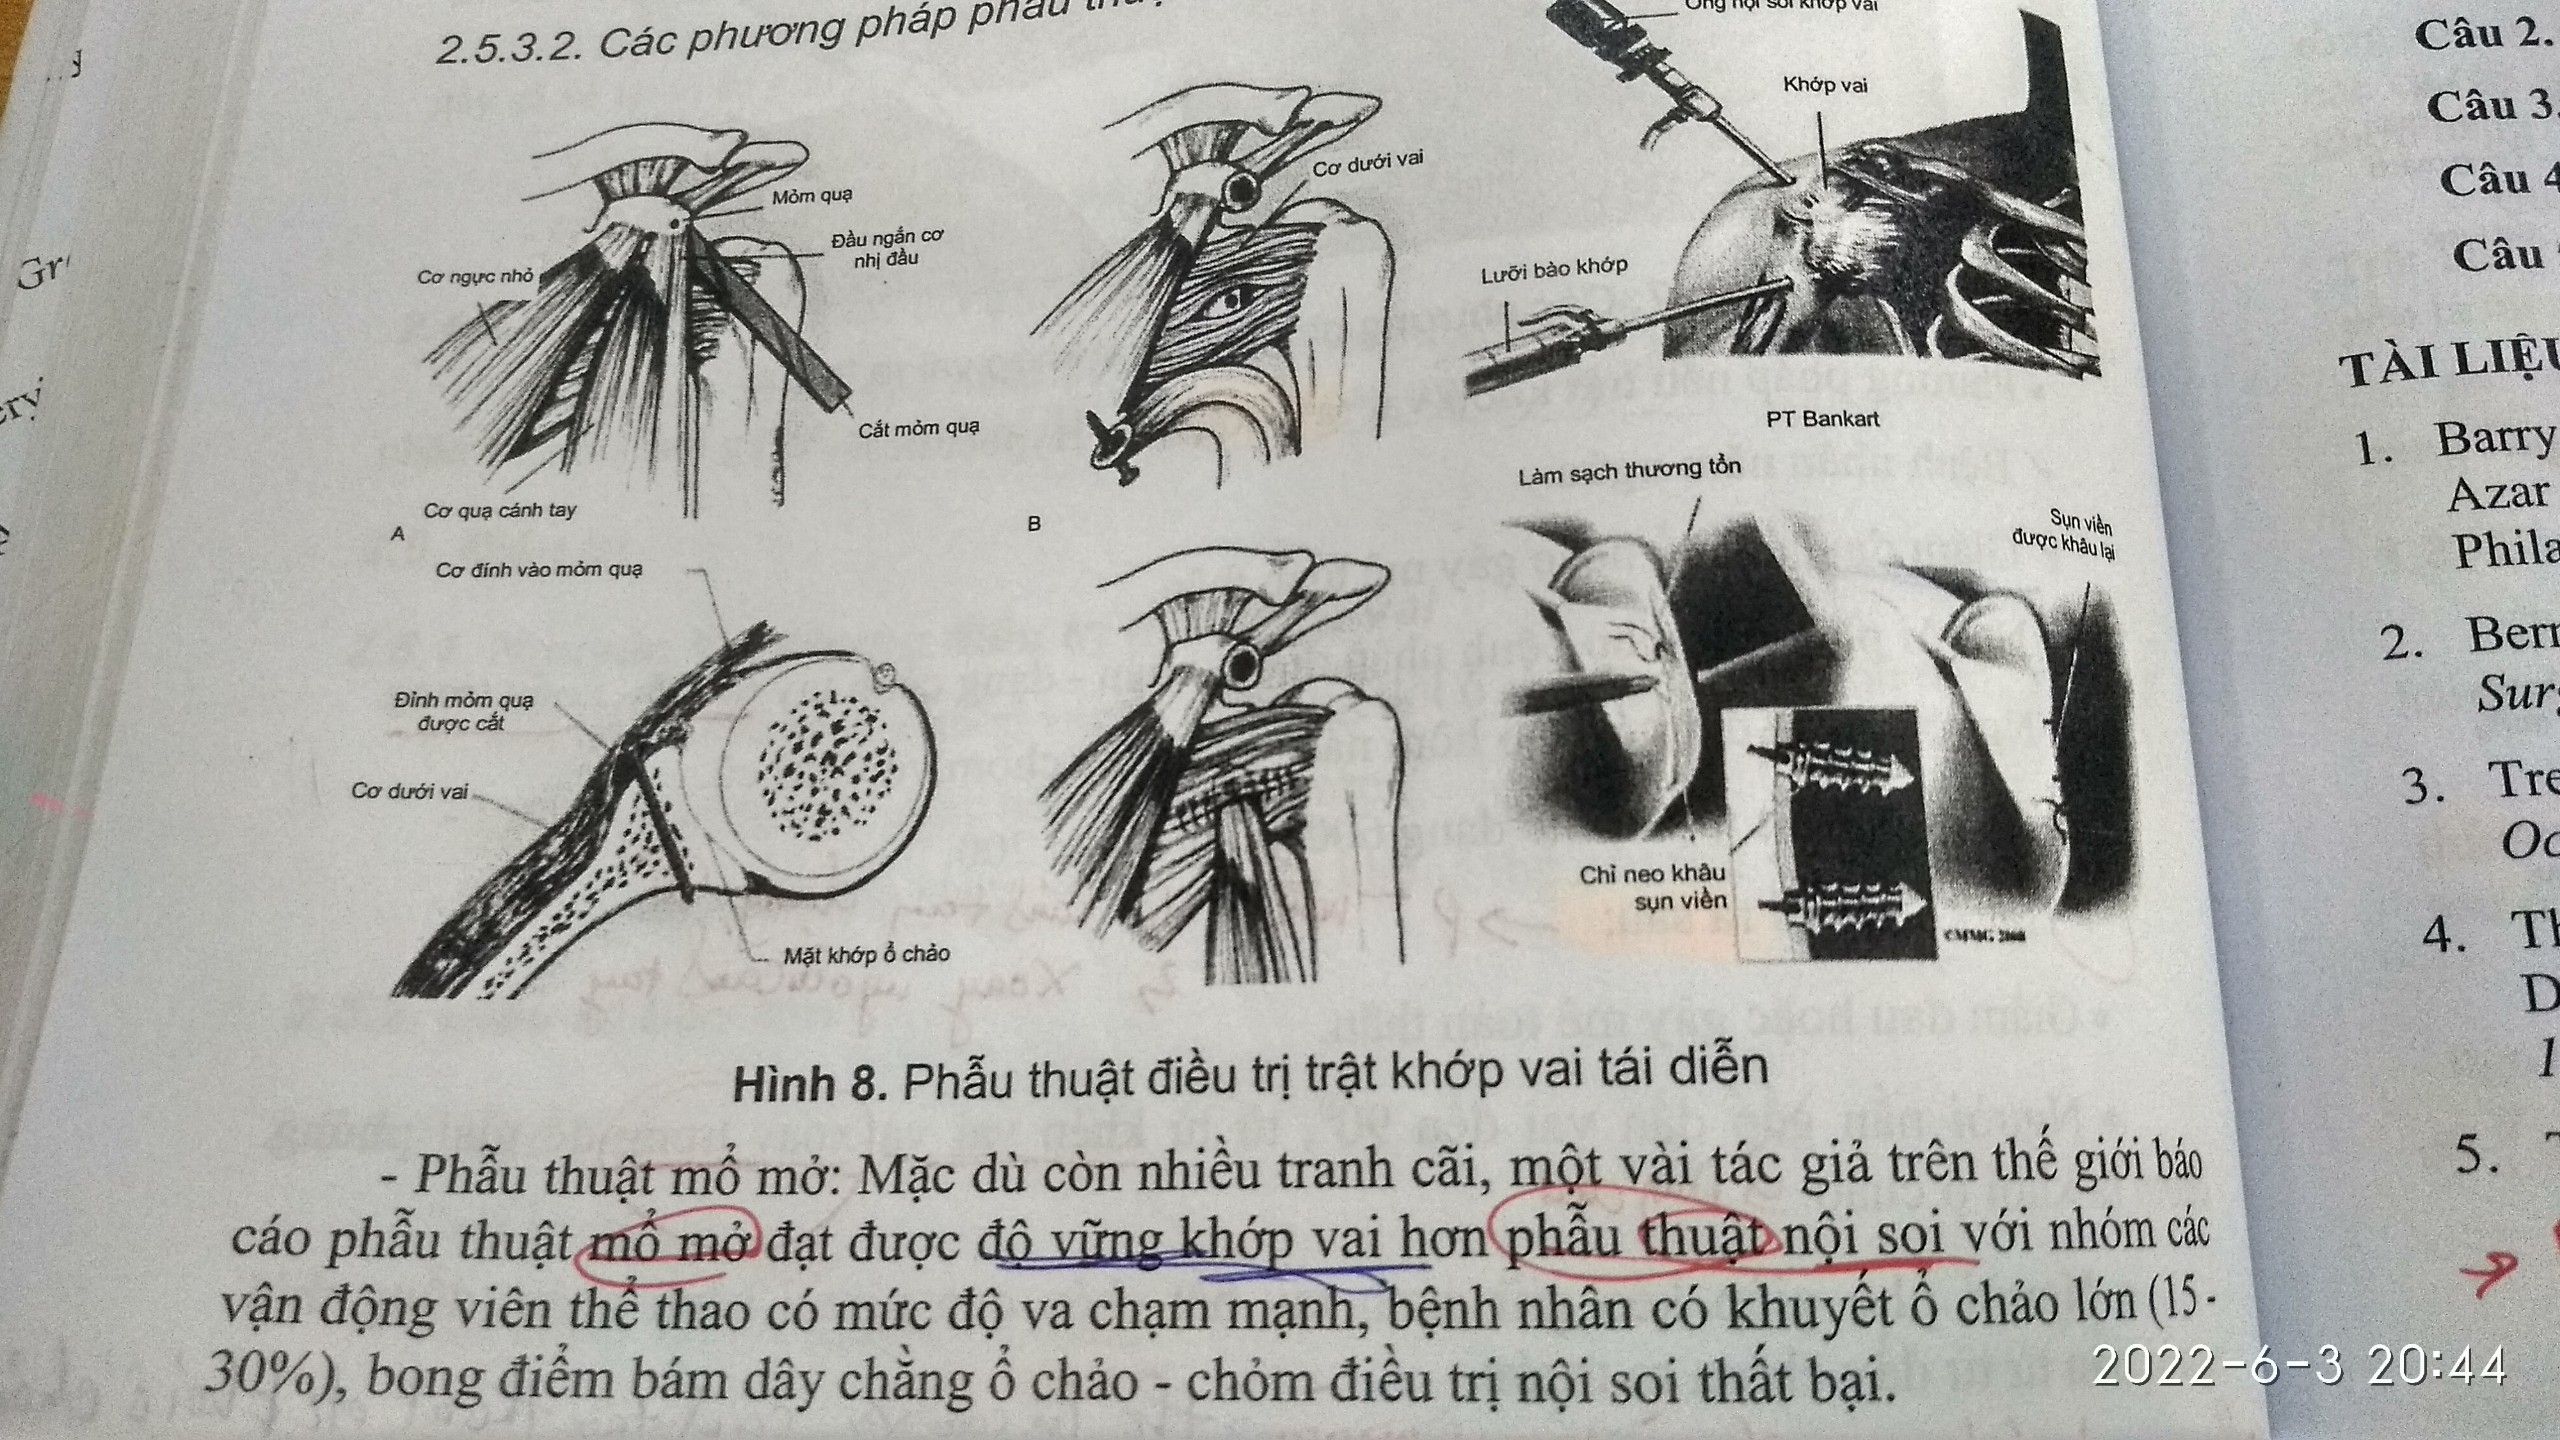 2.5.3.2. Các phương pháp phẫu
Ống nội soi khớp vai
Khớp vai
Mỏm quạ
Đầu ngắn cơ
nhị đầu
Cơ ngực nhỏ
Cắt mỏm quạ
Cơ quạ cánh tay
A
Cơ dưới vai
B
Lưỡi bào khớp
PT Bankart
Làm sạch thương tổn
Sụn viền
được khâu lại
Cơ đính vào mỏm quạ
Đỉnh mỏm quạ
được cắt
Cơ dưới vai
Mặt khớp ổ chảo
Chỉ neo khâu
sụn viền
CMMG 2000
Hình 8. Phẫu thuật điều trị trật khớp vai tái diễn
- Phẫu thuật mổ mở: Mặc dù còn nhiều tranh cãi, một vài tác giả trên thế giới báo
cáo phẫu thuật mổ mở đạt được độ vững khớp vai hơn phẫu thuật nội soi với nhóm các
vận động viên thể thao có mức độ va chạm mạnh, bệnh nhân có khuyết ổ chảo lớn (15-
30%), bong điểm bám dây chằng ổ chảo - chỏm điều trị nội soi thất bại.
Câu 2.
Câu 3.
Câu 4
Câu
TÀI LIỆU
1. Barry
Azar
Phila
2. Bern
Surg
3. Tre
4. Th
5.
2022-6-3 20:44